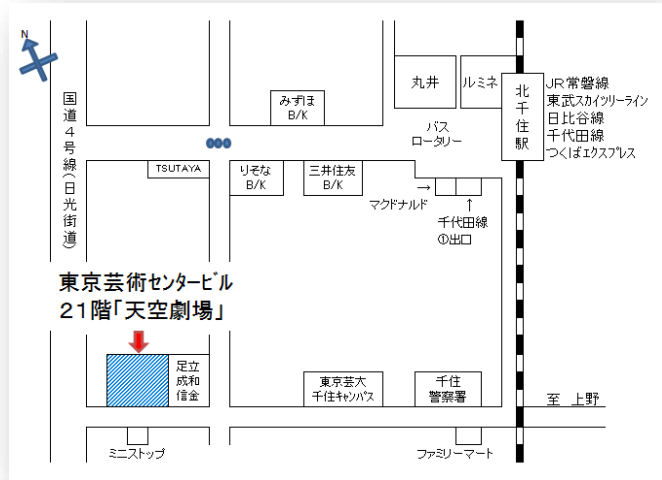 N
国道4号線(日光街道)
丸井
ルミネ
北千住駅
JR常磐線
東武スカイツリーライン
日比谷線
千代田線
つくばエクスプレス
みずほ
B/K
バス
ロータリー
TSUTAYA
りそな
B/K
三井住友
B/K
→
マクドナルド
↑
千代田線
①出口
東京芸術センタービル
21階「天空劇場」
足立
成和
信金
東京芸大
千住キャンパス
千住
警察署
至 上野
ミニストップ
ファミリーマート